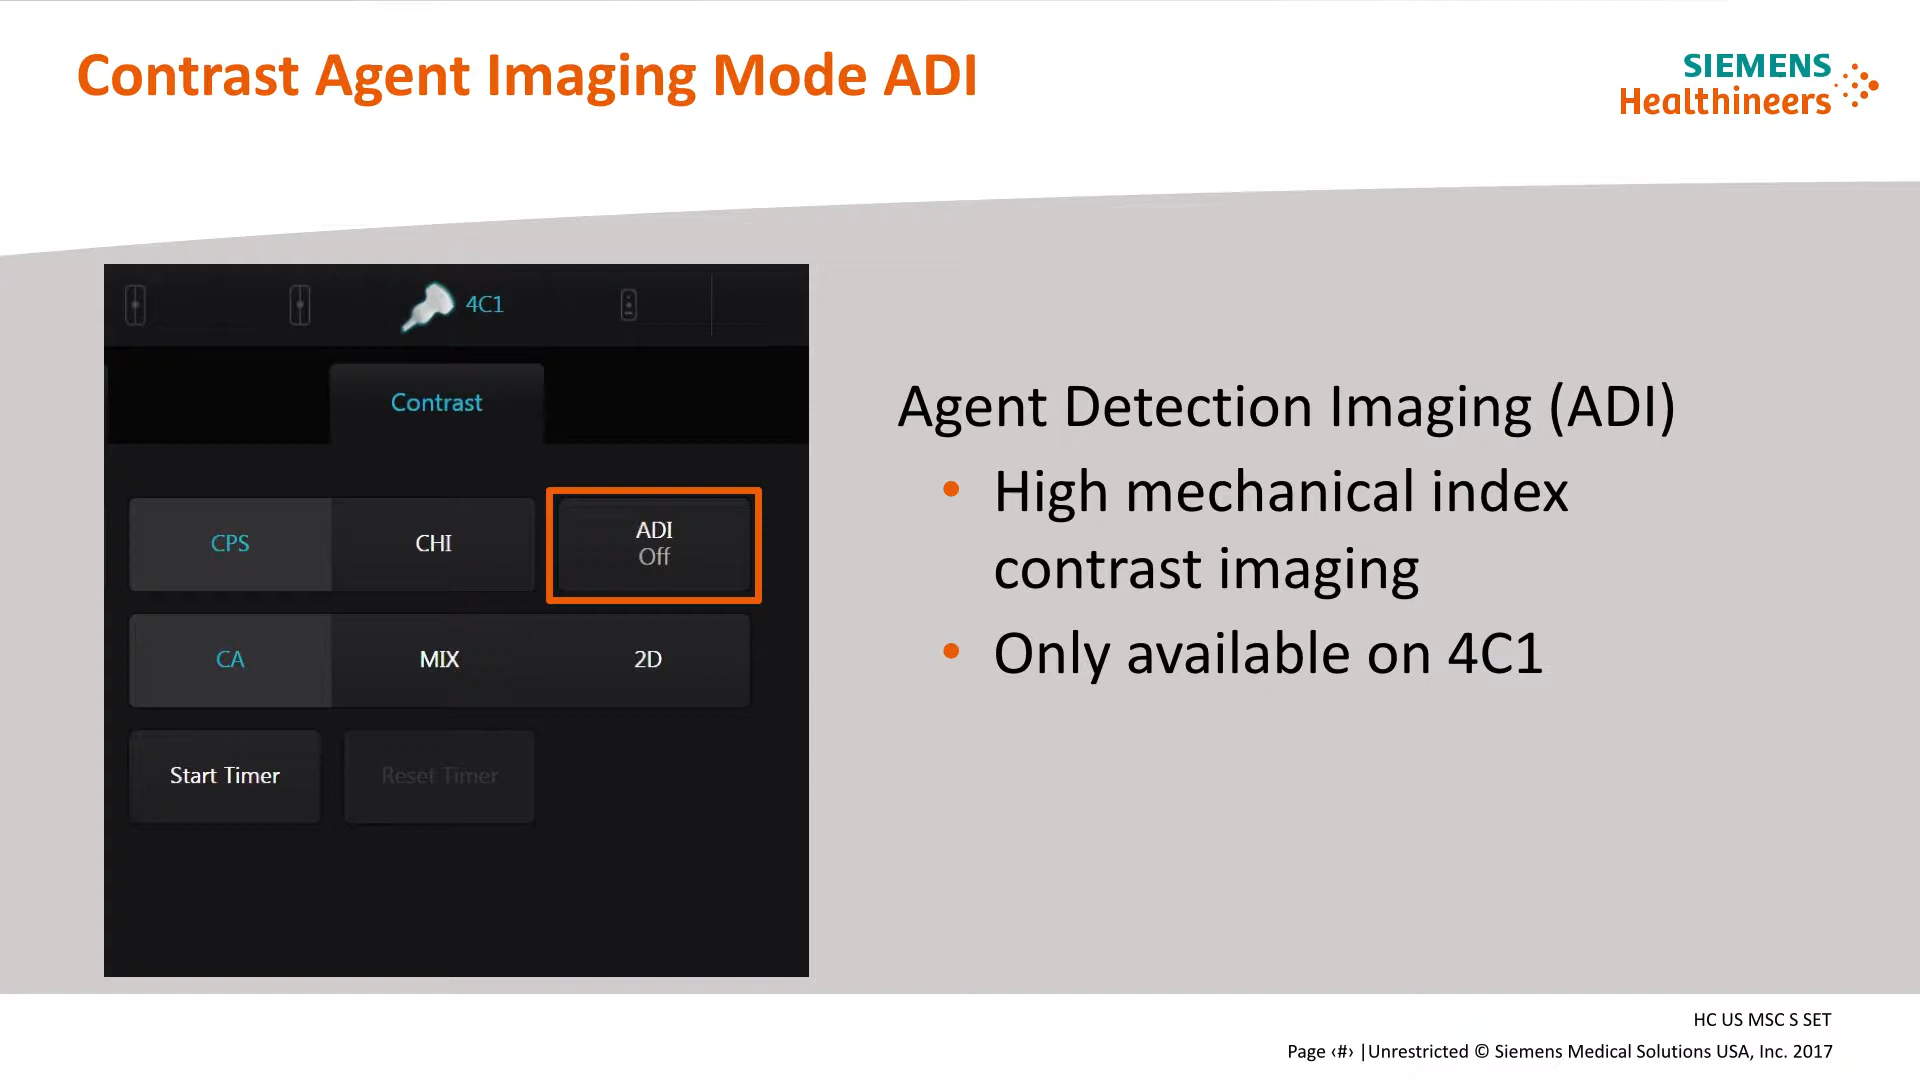 Contrast Agent Imaging Mode ADI
SIEMENS
Healthineers
4C1
Contrast
CPS
CHI
ADI
Off
CA
MIX
2D
Start Timer
Reset Timer
Agent Detection Imaging (ADI)
• High mechanical index
contrast imaging
• Only available on 4C1
HC US MSC S SET
Page ‹#› |Unrestricted © Siemens Medical Solutions USA, Inc. 2017